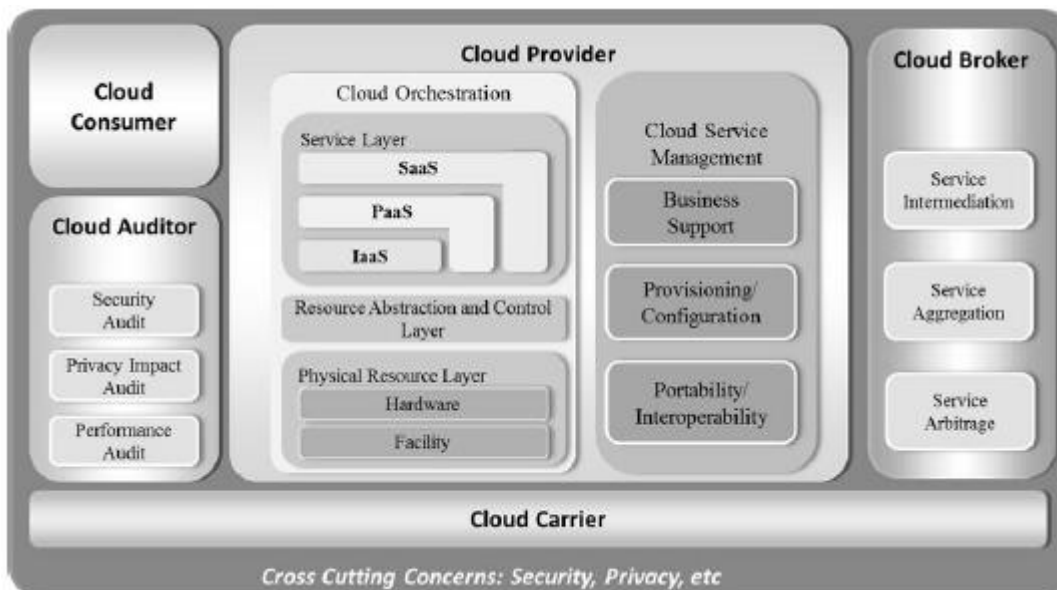 Cloud
Consumer
Cloud Auditor
Security
Audit
Privacy Impact
Audit
Performance
Audit
Cloud Provider
Cloud Orchestration
Service Layer
SaaS
PaaS
IaaS
Resource Abstraction and Control
Layer
Physical Resource Layer
Hardware
Facility
Cloud Service
Management
Business
Support
Provisioning/
Configuration
Portability/
Interoperability
Cloud Broker
Service
Intermediation
Service
Aggregation
Service
Arbitrage
Cloud Carrier
Cross Cutting Concerns: Security, Privacy, etc